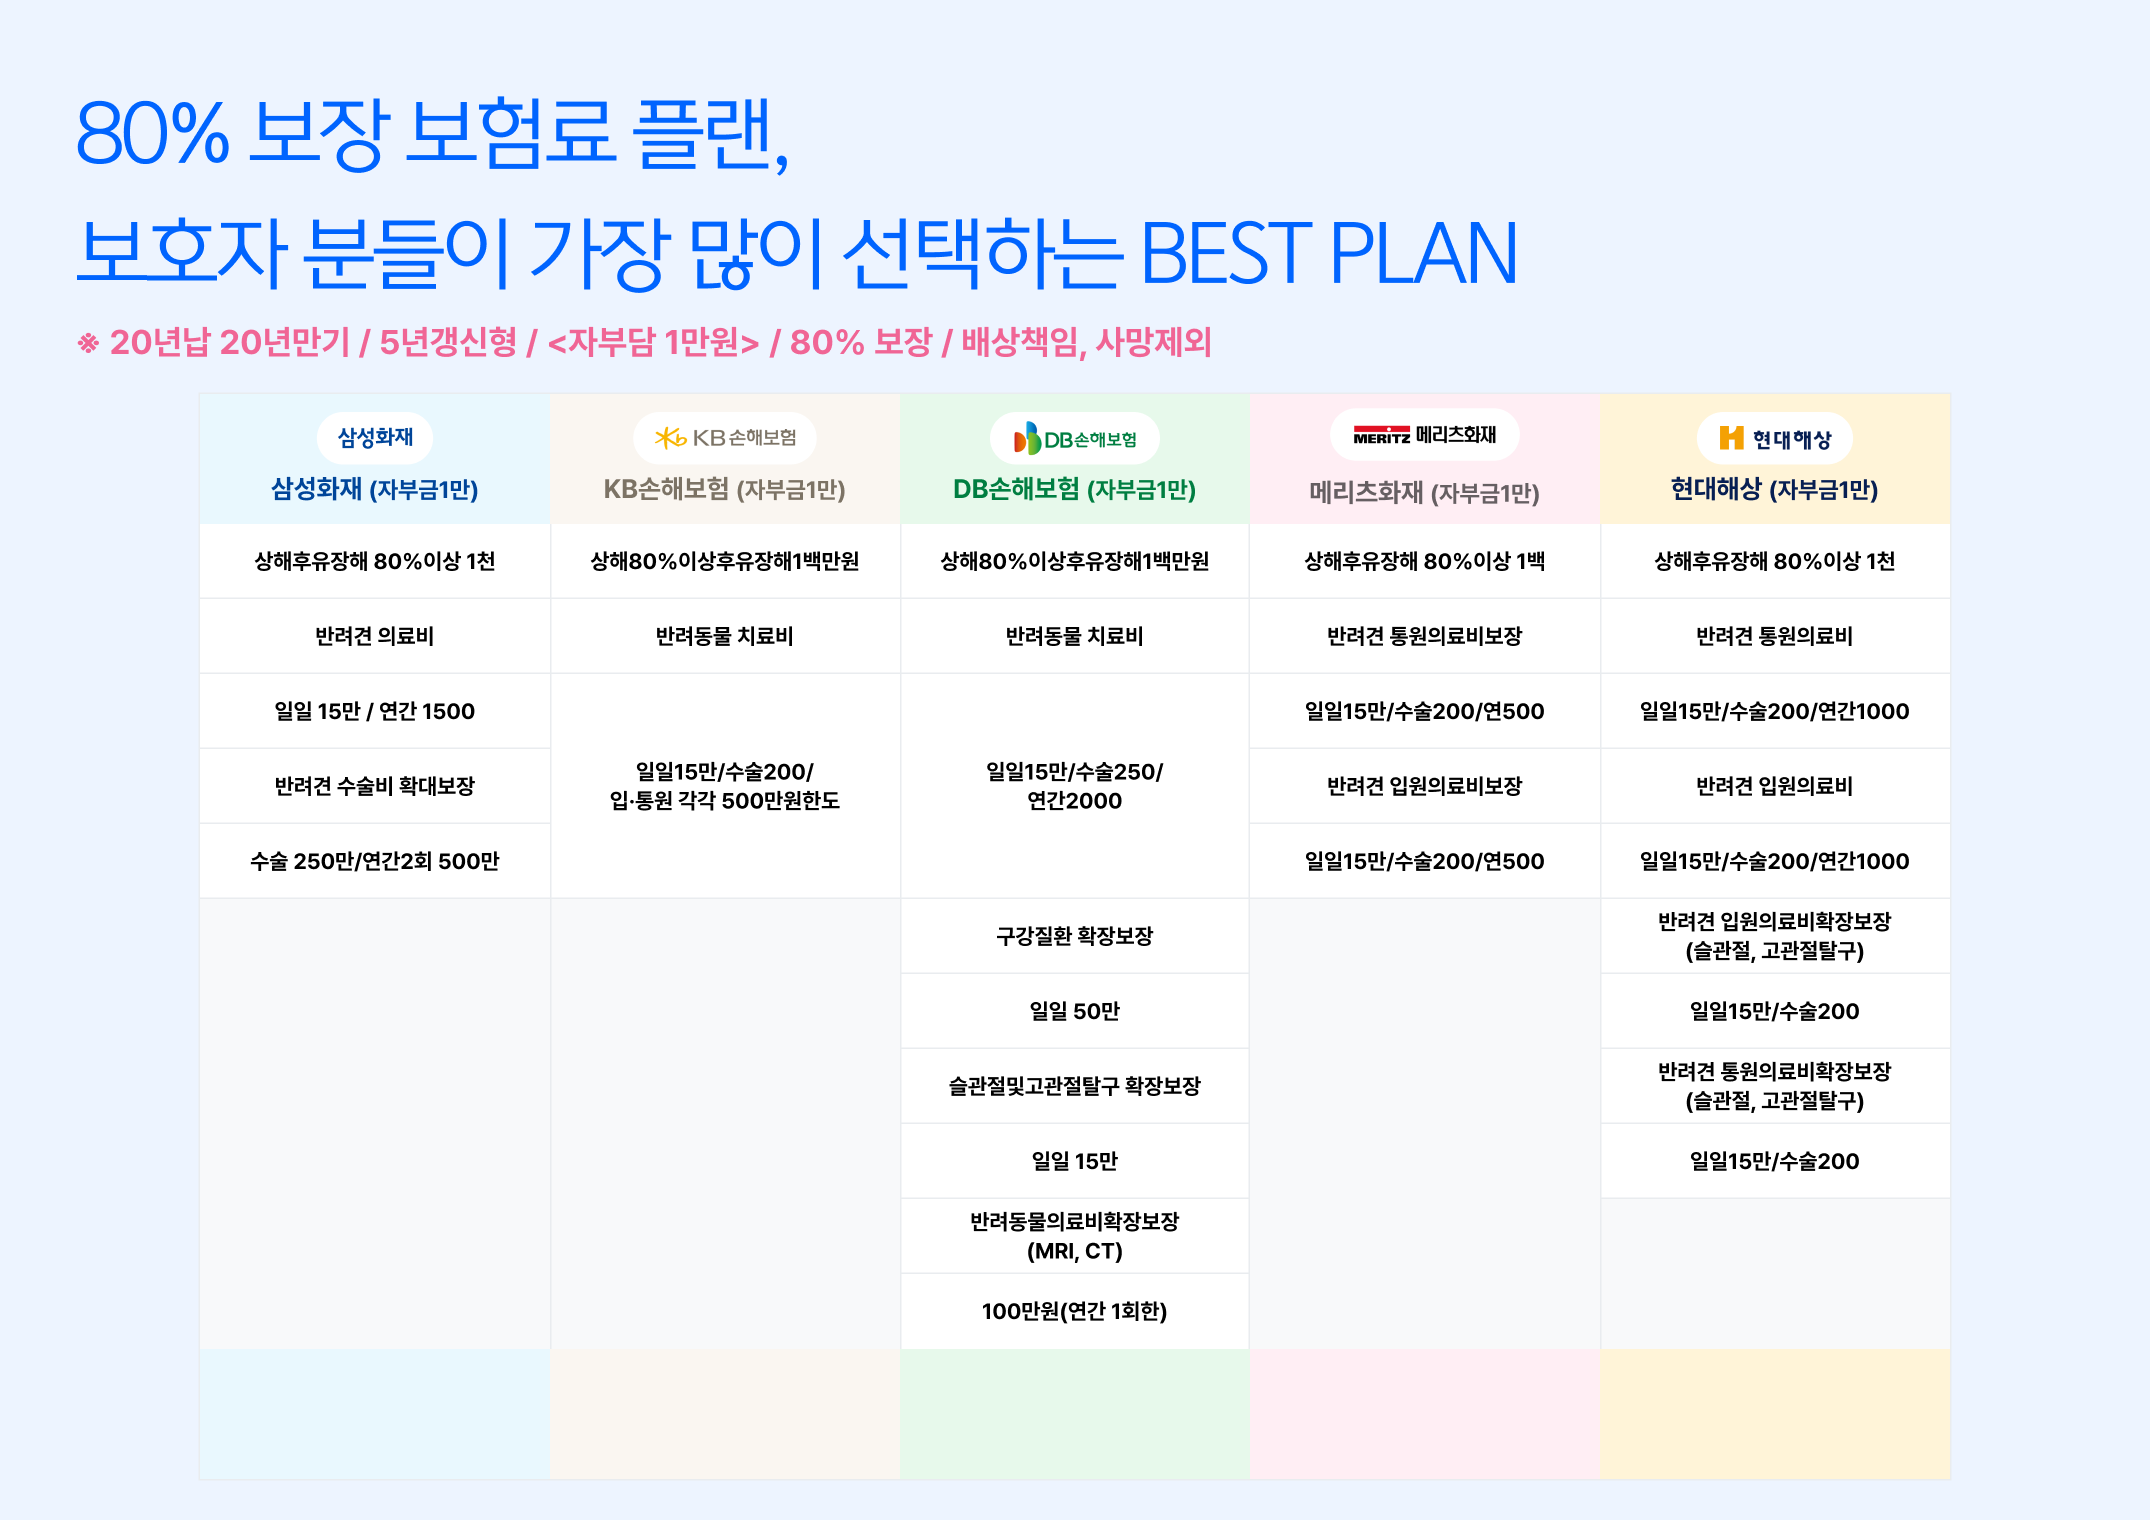 80% 보장 보험료 플랜,
보호자 분들이 가장 많이 선택하는 BEST PLAN
※ 20년납 20년만기 / 5년갱신형 / <자부담 1만원> / 80% 보장 / 배상책임, 사망제외
삼성화재
삼성화재 (자부금1만)
KB손해보험
KB손해보험 (자부금1만)
DB손해보험
DB손해보험 (자부금1만)
MERITZ 메리츠화재
메리츠화재 (자부금1만)
현대해상
현대해상 (자부금1만)
상해후유장해 80%이상 1천
상해80%이상후유장해1백만원
상해80%이상후유장해1백만원
상해후유장해 80%이상 1백
상해후유장해 80%이상 1천
반려견 의료비
반려동물 치료비
반려동물 치료비
반려견 통원의료비보장
반려견 통원의료비
일일 15만 / 연간 1500
일일15만/수술200/
입·통원 각각 500만원한도
일일15만/수술250/
연간2000
일일15만/수술200/연500
일일15만/수술200/연간1000
반려견 수술비 확대보장
반려견 입원의료비보장
반려견 입원의료비
수술 250만/연간2회 500만
일일15만/수술200/연500
일일15만/수술200/연간1000
구강질환 확장보장
반려견 입원의료비확장보장
(슬관절, 고관절탈구)
일일 50만
일일15만/수술200
슬관절및고관절탈구 확장보장
반려견 통원의료비확장보장
(슬관절, 고관절탈구)
일일 15만
일일15만/수술200
반려동물의료비확장보장
(MRI, CT)
100만원(연간 1회한)